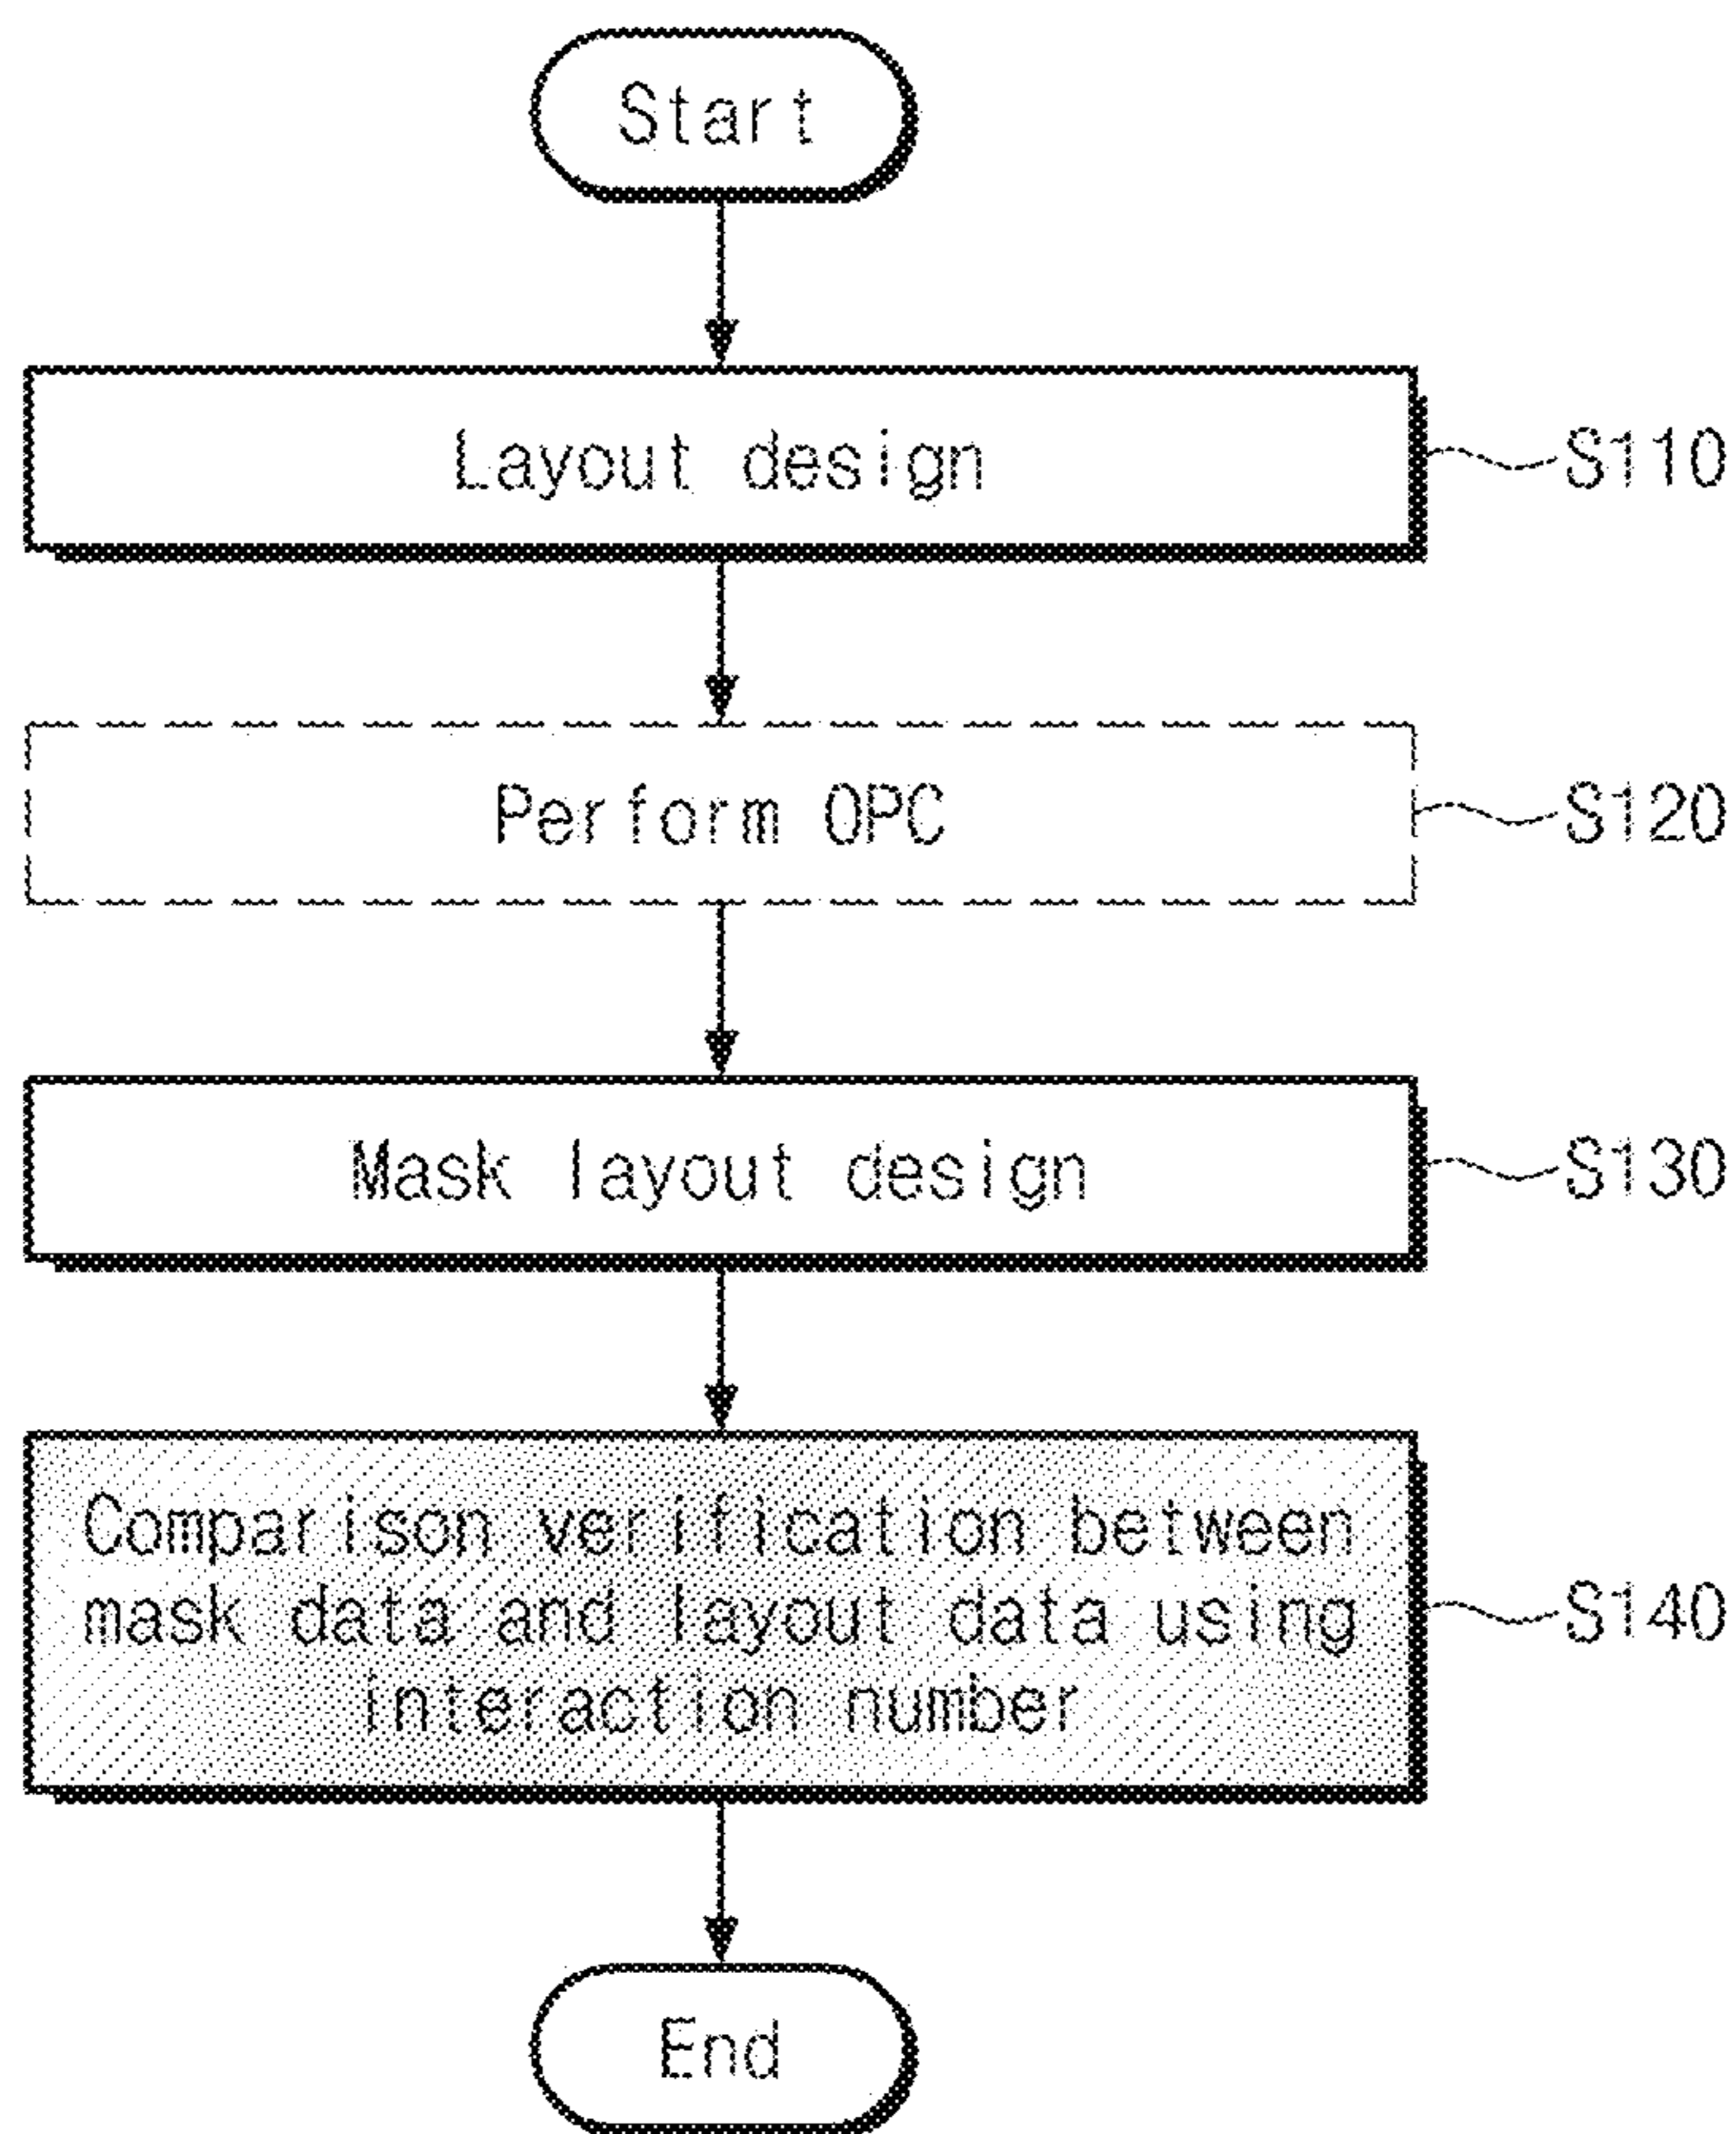 Start
Layout design
S110
Perform OPC
S120
Mask layout design
S130
Comparison verification between
mask data and layout data using
interaction number
S140
End